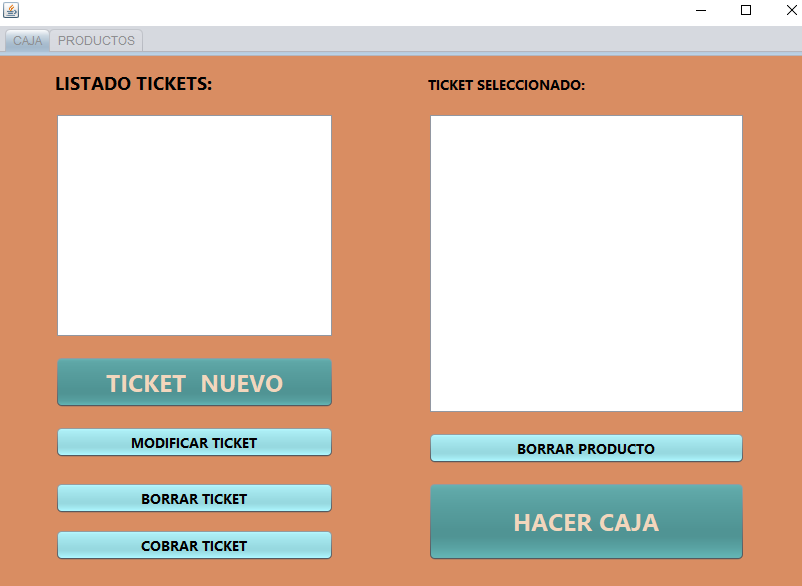 CAJA PRODUCTOS
LISTADO TICKETS:
TICKET NUEVO
MODIFICAR TICKET
BORRAR TICKET
COBRAR TICKET
TICKET SELECCIONADO:
BORRAR PRODUCTO
HACER CAJA